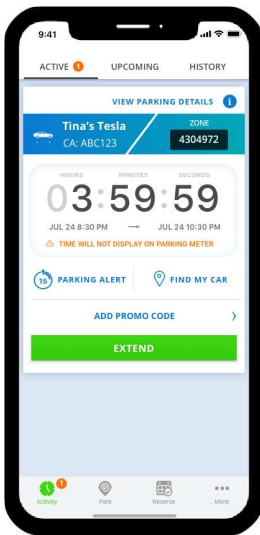 9:41
ACTIVE 1 UPCOMING HISTORY
VIEW PARKING DETAILS i
Tina's Tesla ZONE
CA: ABC123 4304972
HOURS MINUTES SECONDS
03:59:59
JUL 24 8:30 PM → JUL 24 10:30 PM
TIME WILL NOT DISPLAY ON PARKING METER
15 PARKING ALERT FIND MY CAR
ADD PROMO CODE
EXTEND
1
Activity Park Reserve More